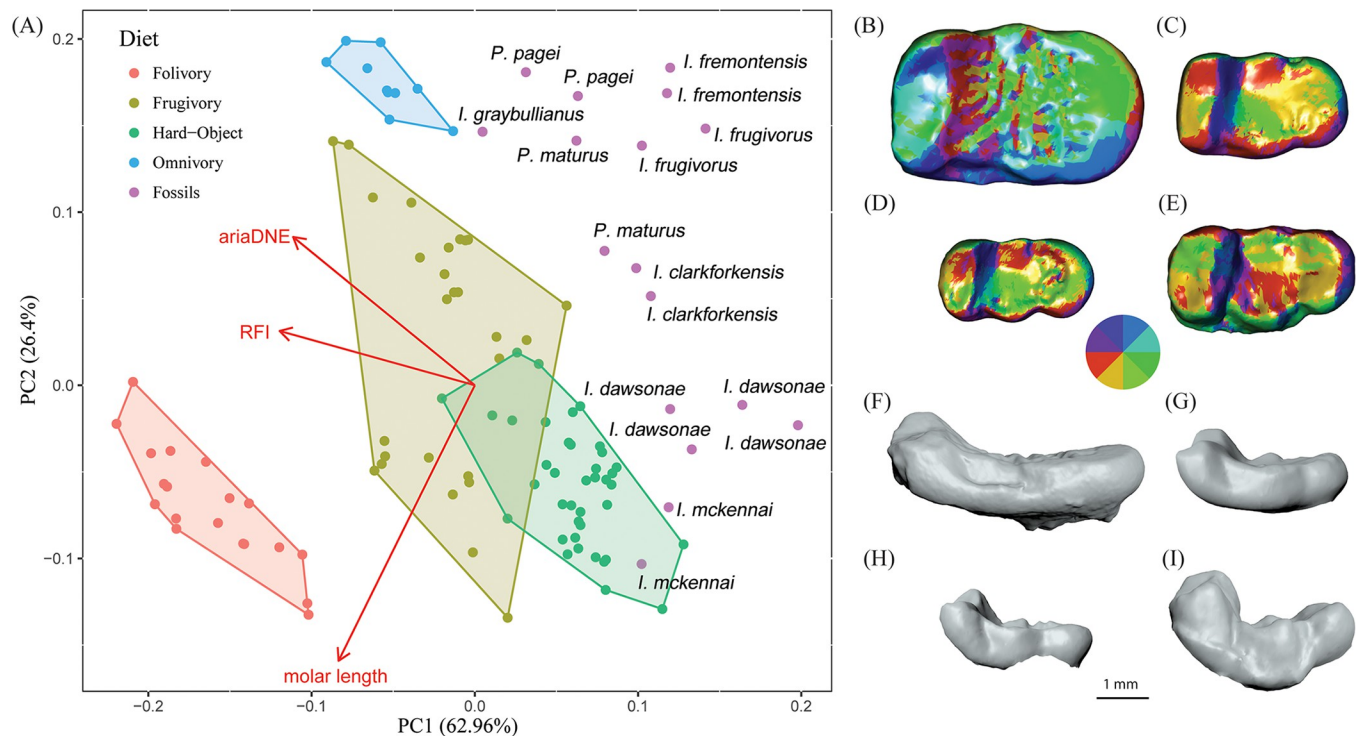 (A)
Diet
Folivory
Frugivory
Hard−Object
Omnivory
Fossils
P. pagei
P. pagei
I. fremontensis
I. fremontensis
I. graybullianus
P. maturus
I. frugivorus
I. frugivorus
P. maturus
I. clarkforkensis
I. clarkforkensis
I. dawsonae
I. dawsonae
I. dawsonae
I. dawsonae
I. mckennai
I. mckennai
ariaDNE
RFI
molar length
0.2
0.1
0.0
−0.1
PC2 (26.4%)
−0.2
−0.1
0.0
0.1
0.2
PC1 (62.96%)
(B)
(C)
(D)
(E)
(F)
(G)
(H)
(I)
1 mm